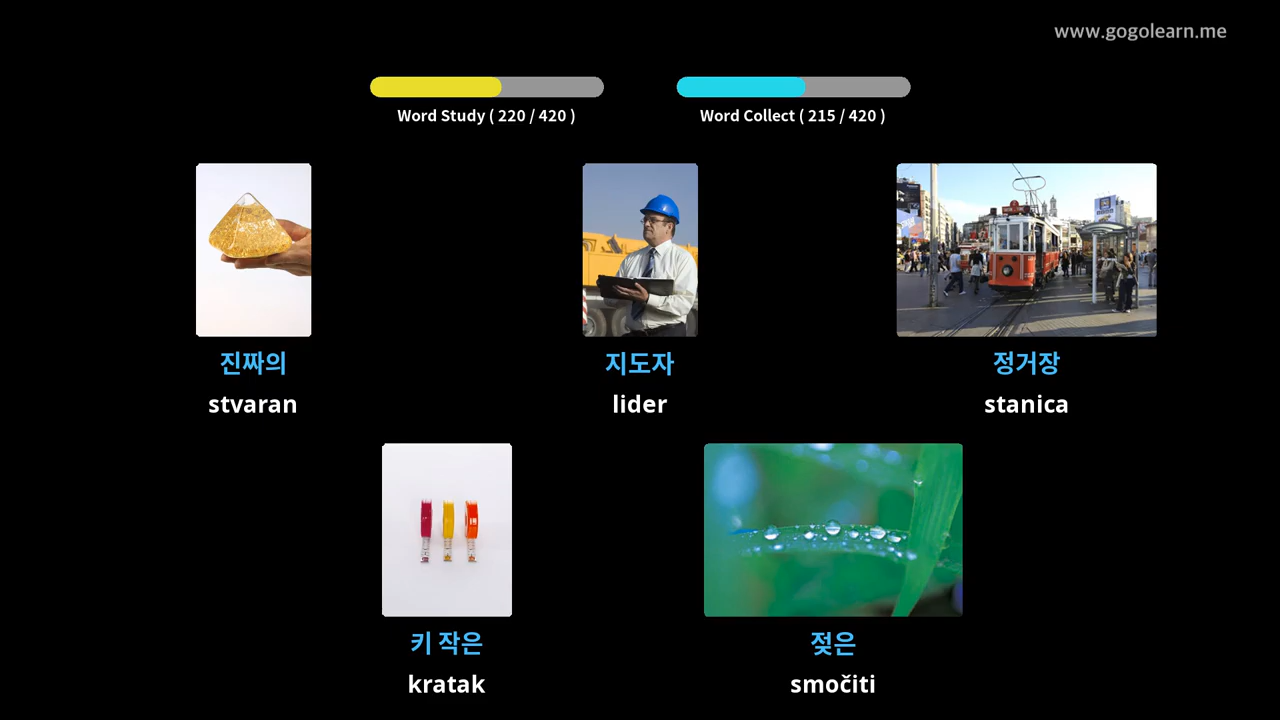 www.gogolearn.me
Word Study ( 220 / 420 )
Word Collect ( 215 / 420 )
진짜의
지도자
정거장
stvaran
lider
stanica
키 작은
젖은
kratak
smočiti